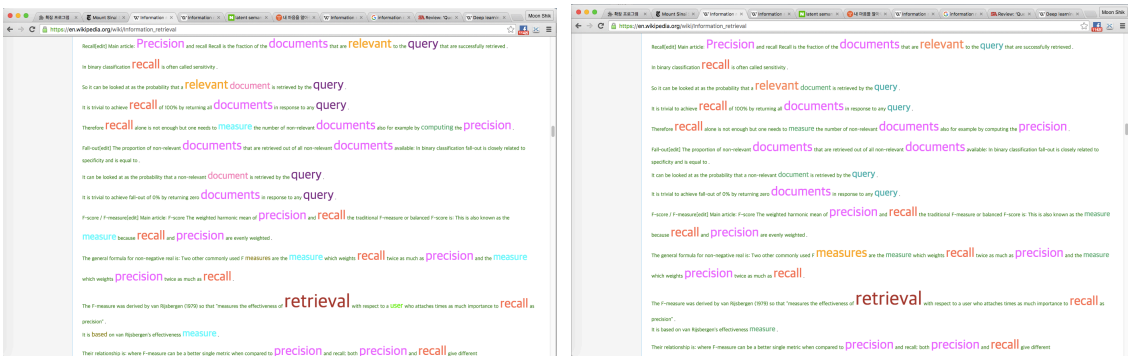 Mount Sinai
W Information
W Information
latent semantic
W Information
G Information
Review: 'Qu
W Deep learnin
Moon Shik
https://en.wikipedia.org/wiki/Information_retrieval
Recall[edit] Main article: Precision and recall Recall is the fraction of the documents that are relevant to the query that are successfully retrieved .
In binary classification recall is often called sensitivity .
So it can be looked at as the probability that a relevant document is retrieved by the query .
It is trivial to achieve recall of 100% by returning all documents in response to any query .
Therefore recall alone is not enough but one needs to measure the number of non-relevant documents also for example by computing the precision .
Fall-out[edit] The proportion of non-relevant documents that are retrieved out of all non-relevant documents available: In binary classification fall-out is closely related to
specificity and is equal to .
It can be looked at as the probability that a non-relevant document is retrieved by the query .
It is trivial to achieve fall-out of 0% by returning zero documents in response to any query .
F-score / F-measure[edit] Main article: F-score The weighted harmonic mean of precision and recall the traditional F-measure or balanced F-score is: This is also known as the
measure because recall and precision are evenly weighted .
The general formula for non-negative real is: Two other commonly used F measures are the measure which weights recall twice as much as precision and the measure
which weights precision twice as much as recall .
The F-measure was derived by van Rijsbergen (1979) so that "measures the effectiveness of retrieval with respect to a user who attaches times as much importance to recall as
precision" .
It is based on van Rijsbergen's effectiveness measure .
Their relationship is: where F-measure can be a better single metric when compared to precision and recall; both precision and recall give different
Mount Sinai
W Information
W Information
latent semu
W Information
G Information
Review: 'Qu
W Deep learnin
Moon Shik
https://en.wikipedia.org/wiki/Information_retrieval
Recall[edit] Main article: Precision and recall Recall is the fraction of the documents that are relevant to the query that are successfully retrieved .
In binary classification recall is often called sensitivity .
So it can be looked at as the probability that a relevant document is retrieved by the query .
It is trivial to achieve recall of 100% by returning all documents in response to any query .
Therefore recall alone is not enough but one needs to measure the number of non-relevant documents also for example by computing the precision .
Fall-out[edit] The proportion of non-relevant documents that are retrieved out of all non-relevant documents available: In binary classification fall-out is closely related to
specificity and is equal to .
It can be looked at as the probability that a non-relevant document is retrieved by the query .
It is trivial to achieve fall-out of 0% by returning zero documents in response to any query .
F-score / F-measure[edit] Main article: F-score The weighted harmonic mean of precision and recall the traditional F-measure or balanced F-score is: This is also known as the measure
because recall and precision are evenly weighted .
The general formula for non-negative real is: Two other commonly used F measures are the measure which weights recall twice as much as precision and the measure
which weights precision twice as much as recall
The F-measure was derived by van Rijsbergen (1979) so that "measures the effectiveness of retrieval with respect to a user who attaches times as much importance to recall as
precision" .
It is based on van Rijsbergen's effectiveness measure .
Their relationship is: where F-measure can be a better single metric when compared to precision and recall; both precision and recall give different